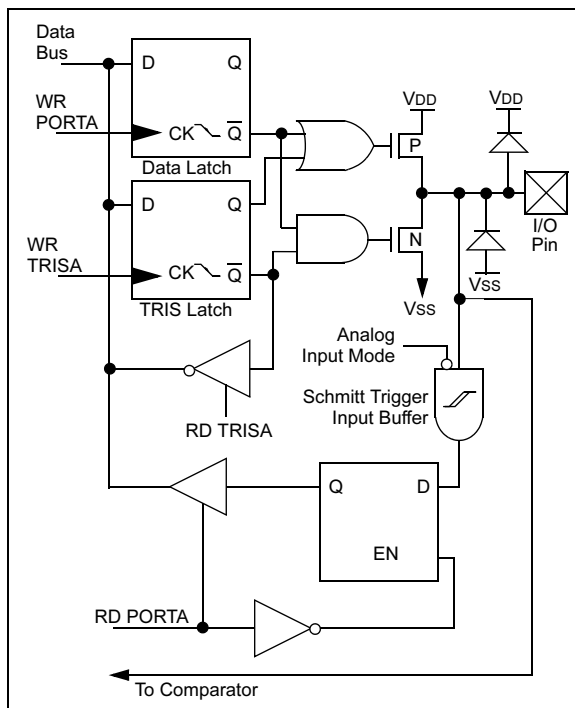 Data
Bus
D
Q
VDD
VDD
WR
PORTA
CK
Q
P
Data Latch
D
Q
I/O
Pin
WR
TRISA
CK
Q
N
VSS
TRIS Latch
VSS
Analog
Input Mode
Schmitt Trigger
Input Buffer
RD TRISA
Q
D
EN
RD PORTA
To Comparator